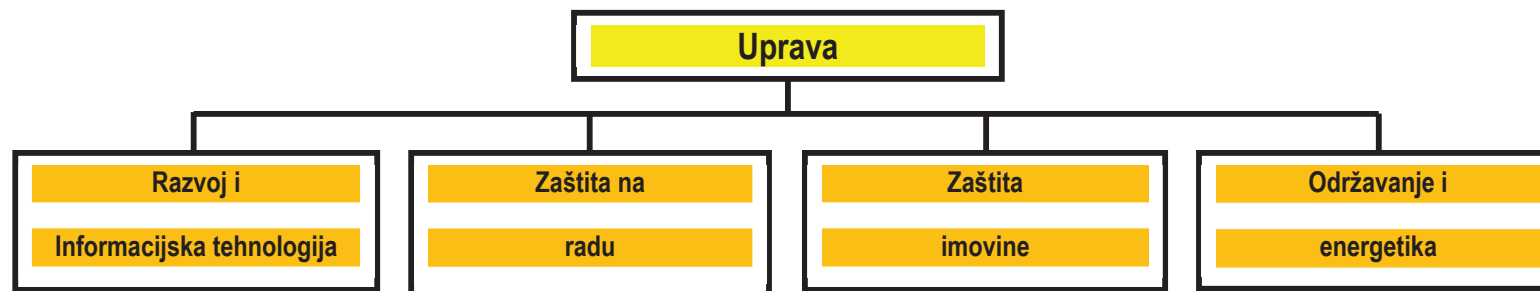 Uprava
Razvoj i
Informacijska tehnologija
Zaštita na
radu
Zaštita
imovine
Održavanje i
energetika